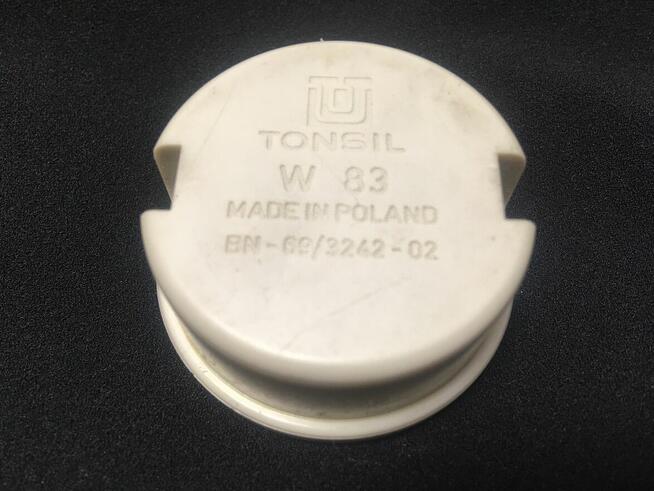 TONSIL
W 83
MADE IN POLAND
BN-69/3242-02